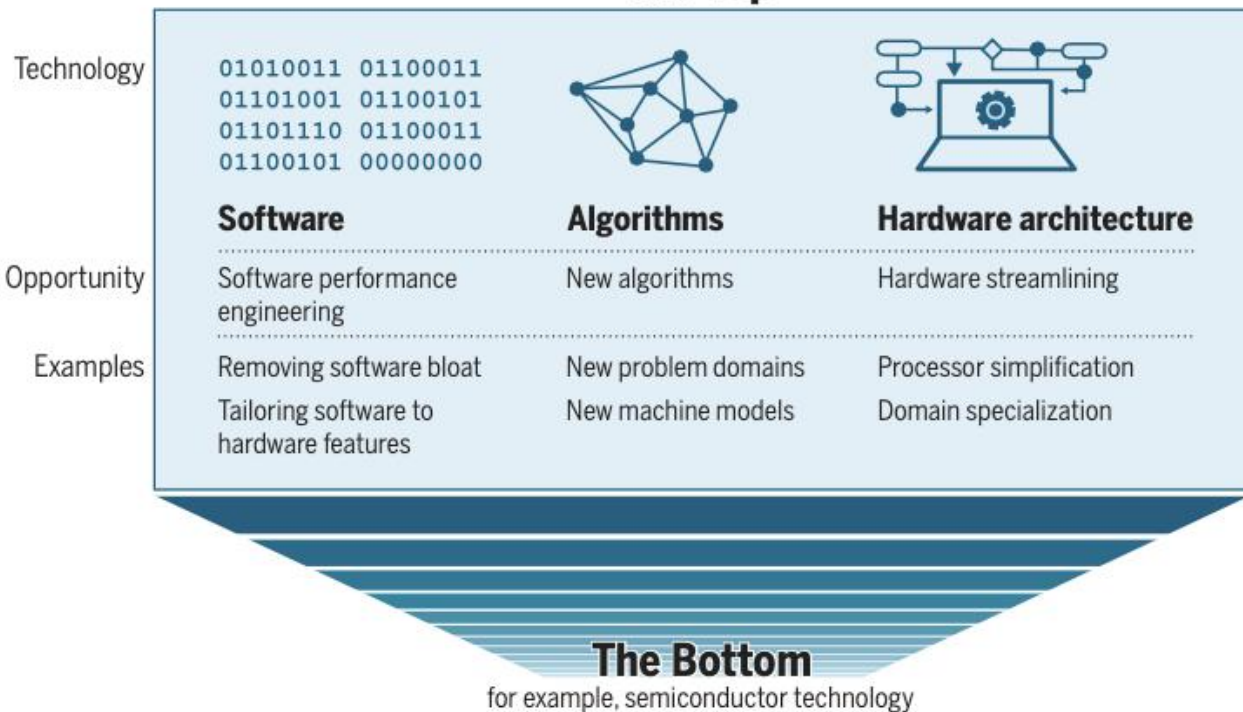 Technology
01010011 01100011
01101001 01100101
01101110 01100011
01100101 00000000
Software
Algorithms
Hardware architecture
Opportunity
Software performance
engineering
New algorithms
Hardware streamlining
Examples
Removing software bloat
Tailoring software to
hardware features
New problem domains
New machine models
Processor simplification
Domain specialization
The Bottom
for example, semiconductor technology